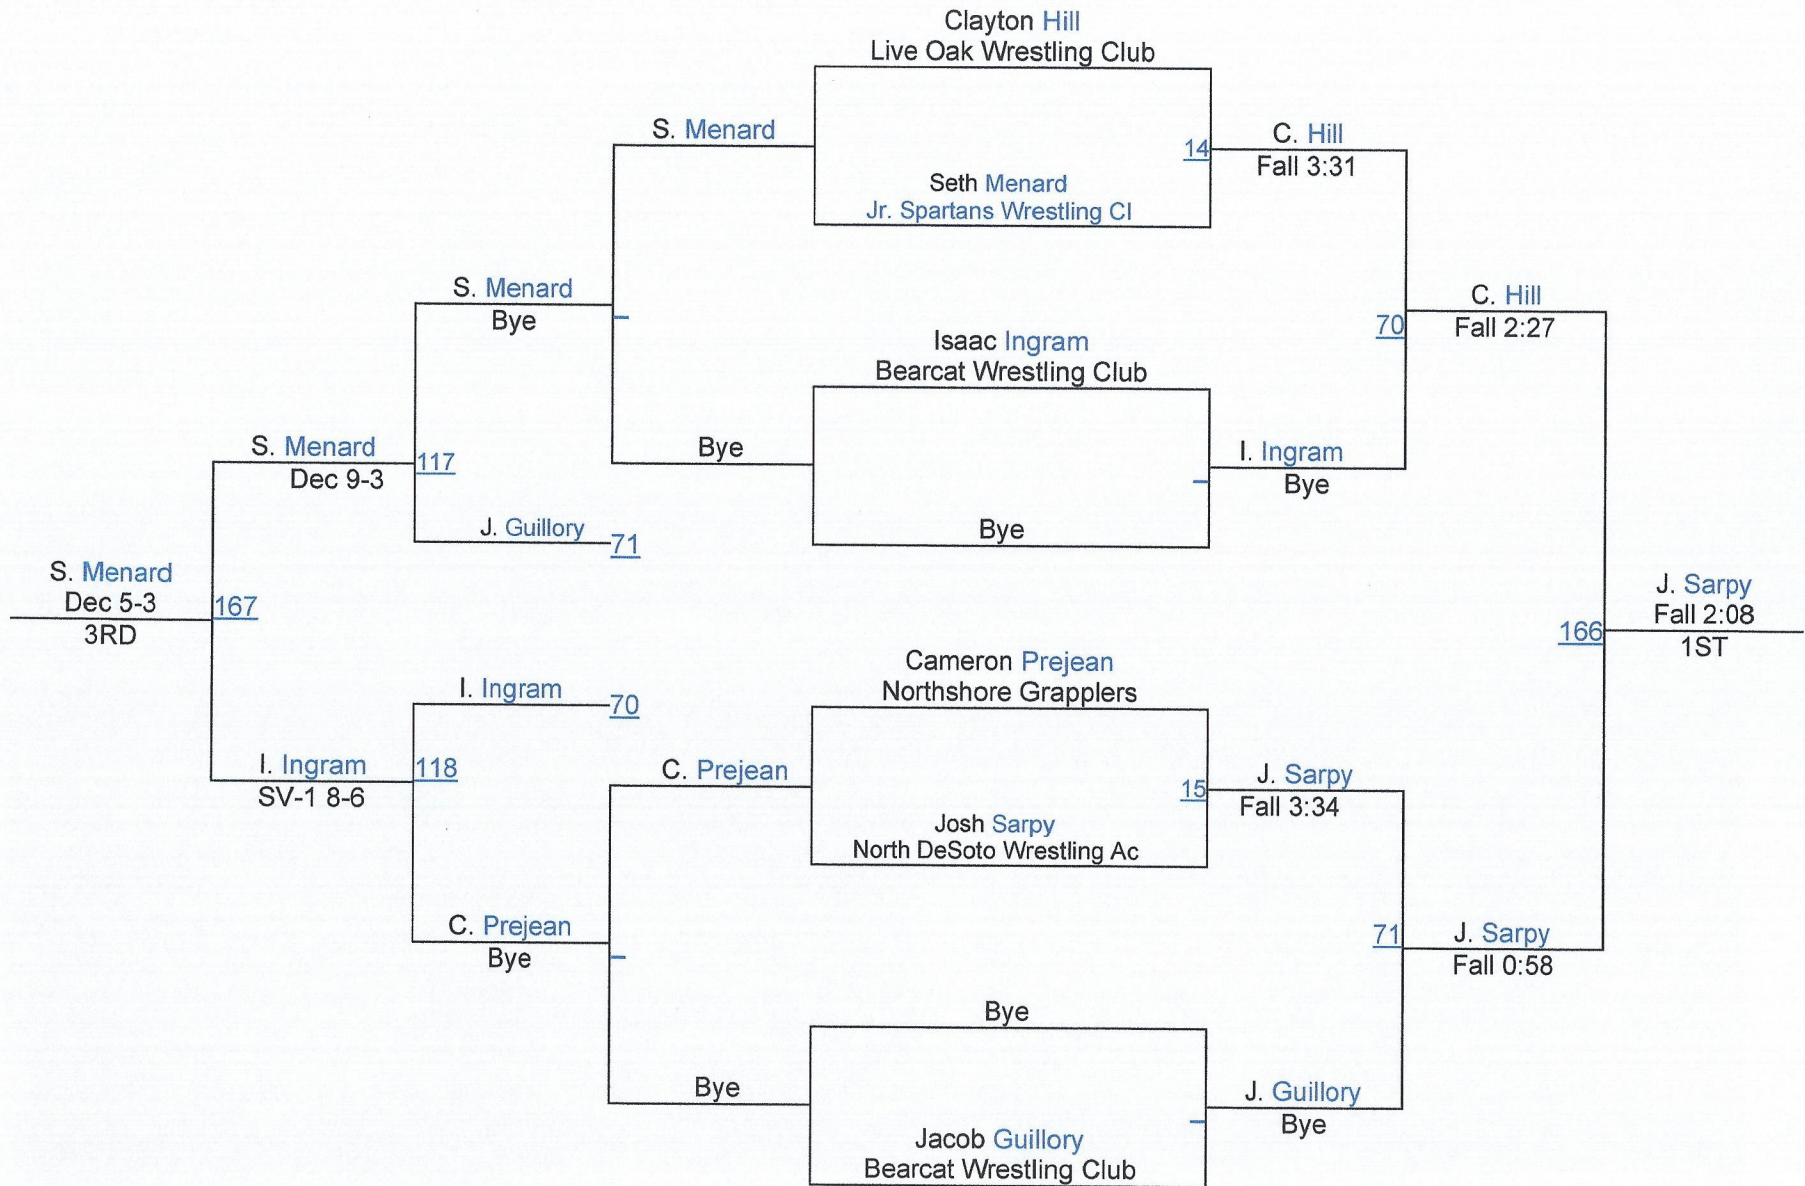 Clayton Hill
Live Oak Wrestling Club
S. Menard
14
C. Hill
Fall 3:31
Seth Menard
Jr. Spartans Wrestling Cl
S. Menard
Bye
C. Hill
Fall 2:27
70
Isaac Ingram
Bearcat Wrestling Club
S. Menard
Dec 9-3
117
Bye
I. Ingram
Bye
J. Guillory
71
Bye
S. Menard
Dec 5-3
3RD
167
J. Sarpy
Fall 2:08
1ST
166
Cameron Prejean
Northshore Grapplers
I. Ingram
70
I. Ingram
SV-1 8-6
118
C. Prejean
15
J. Sarpy
Fall 3:34
Josh Sarpy
North DeSoto Wrestling Ac
C. Prejean
Bye
71
J. Sarpy
Fall 0:58
Bye
Bye
J. Guillory
Bye
Jacob Guillory
Bearcat Wrestling Club